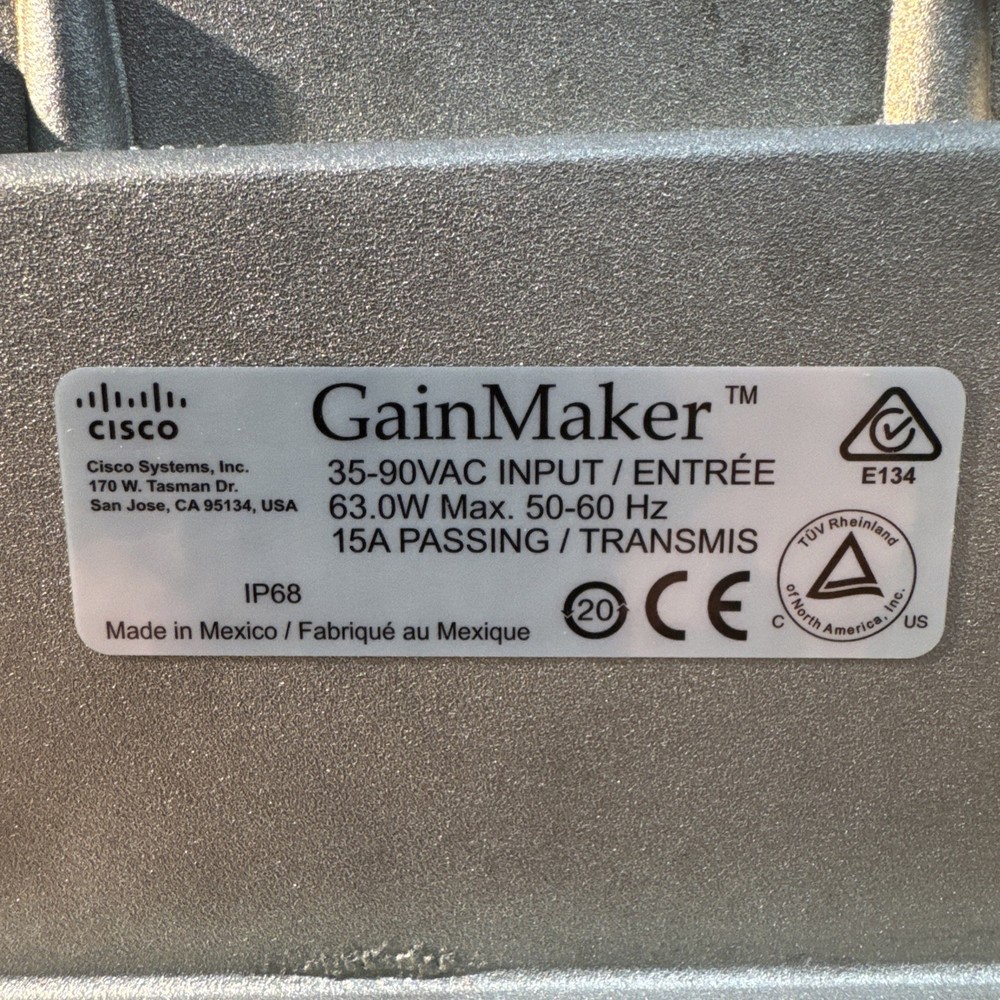 CISCO
Cisco Systems, Inc.
170 W. Tasman Dr.
San Jose, CA 95134, USA
GainMaker™
35-90VAC INPUT / ENTRÉE
63.0W Max. 50-60 Hz
15A PASSING / TRANSMIS
E134
IP68
Made in Mexico / Fabriqué au Mexique
20
CE
TÜV Rheinland
of North America, Inc.
C US